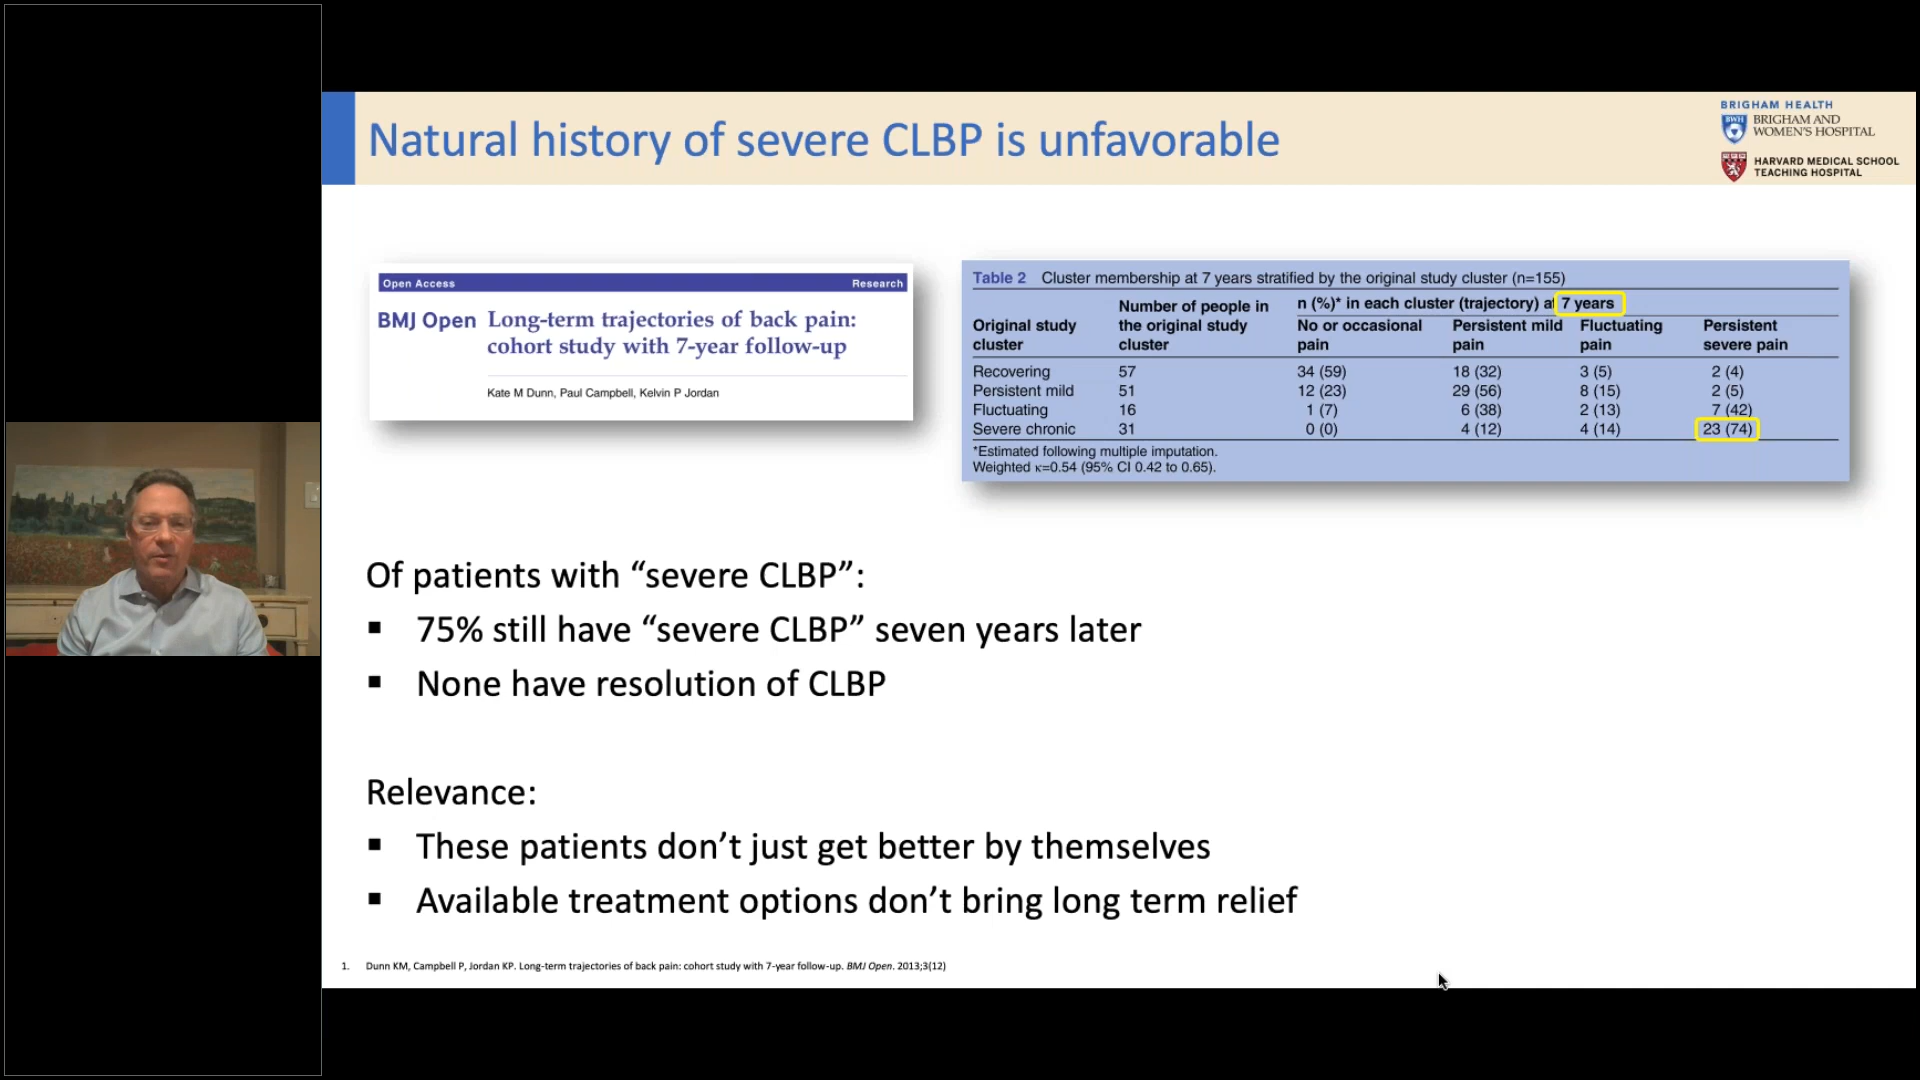 Natural history of severe CLBP is unfavorable
BRIGHAM HEALTH
BWH
BRIGHAM AND
WOMEN'S HOSPITAL
HARVARD MEDICAL SCHOOL
TEACHING HOSPITAL
Open Access Research
BMJ Open Long-term trajectories of back pain:
cohort study with 7-year follow-up
Kate M Dunn, Paul Campbell, Kelvin P Jordan
Table 2 Cluster membership at 7 years stratified by the original study cluster (n=155)
Original study cluster
Number of people in the original study cluster
n (%)* in each cluster (trajectory) at 7 years
No or occasional pain
Persistent mild pain
Fluctuating pain
Persistent severe pain
Recovering 57 34 (59) 18 (32) 3 (5) 2 (4)
Persistent mild 51 12 (23) 29 (56) 8 (15) 2 (5)
Fluctuating 16 1 (7) 6 (38) 2 (13) 7 (42)
Severe chronic 31 0 (0) 4 (12) 4 (14) 23 (74)
*Estimated following multiple imputation.
Weighted κ=0.54 (95% CI 0.42 to 0.65).
Of patients with “severe CLBP”:
▪ 75% still have “severe CLBP” seven years later
▪ None have resolution of CLBP
Relevance:
▪ These patients don’t just get better by themselves
▪ Available treatment options don’t bring long term relief
1. Dunn KM, Campbell P, Jordan KP. Long-term trajectories of back pain: cohort study with 7-year follow-up. BMJ Open. 2013;3(12)